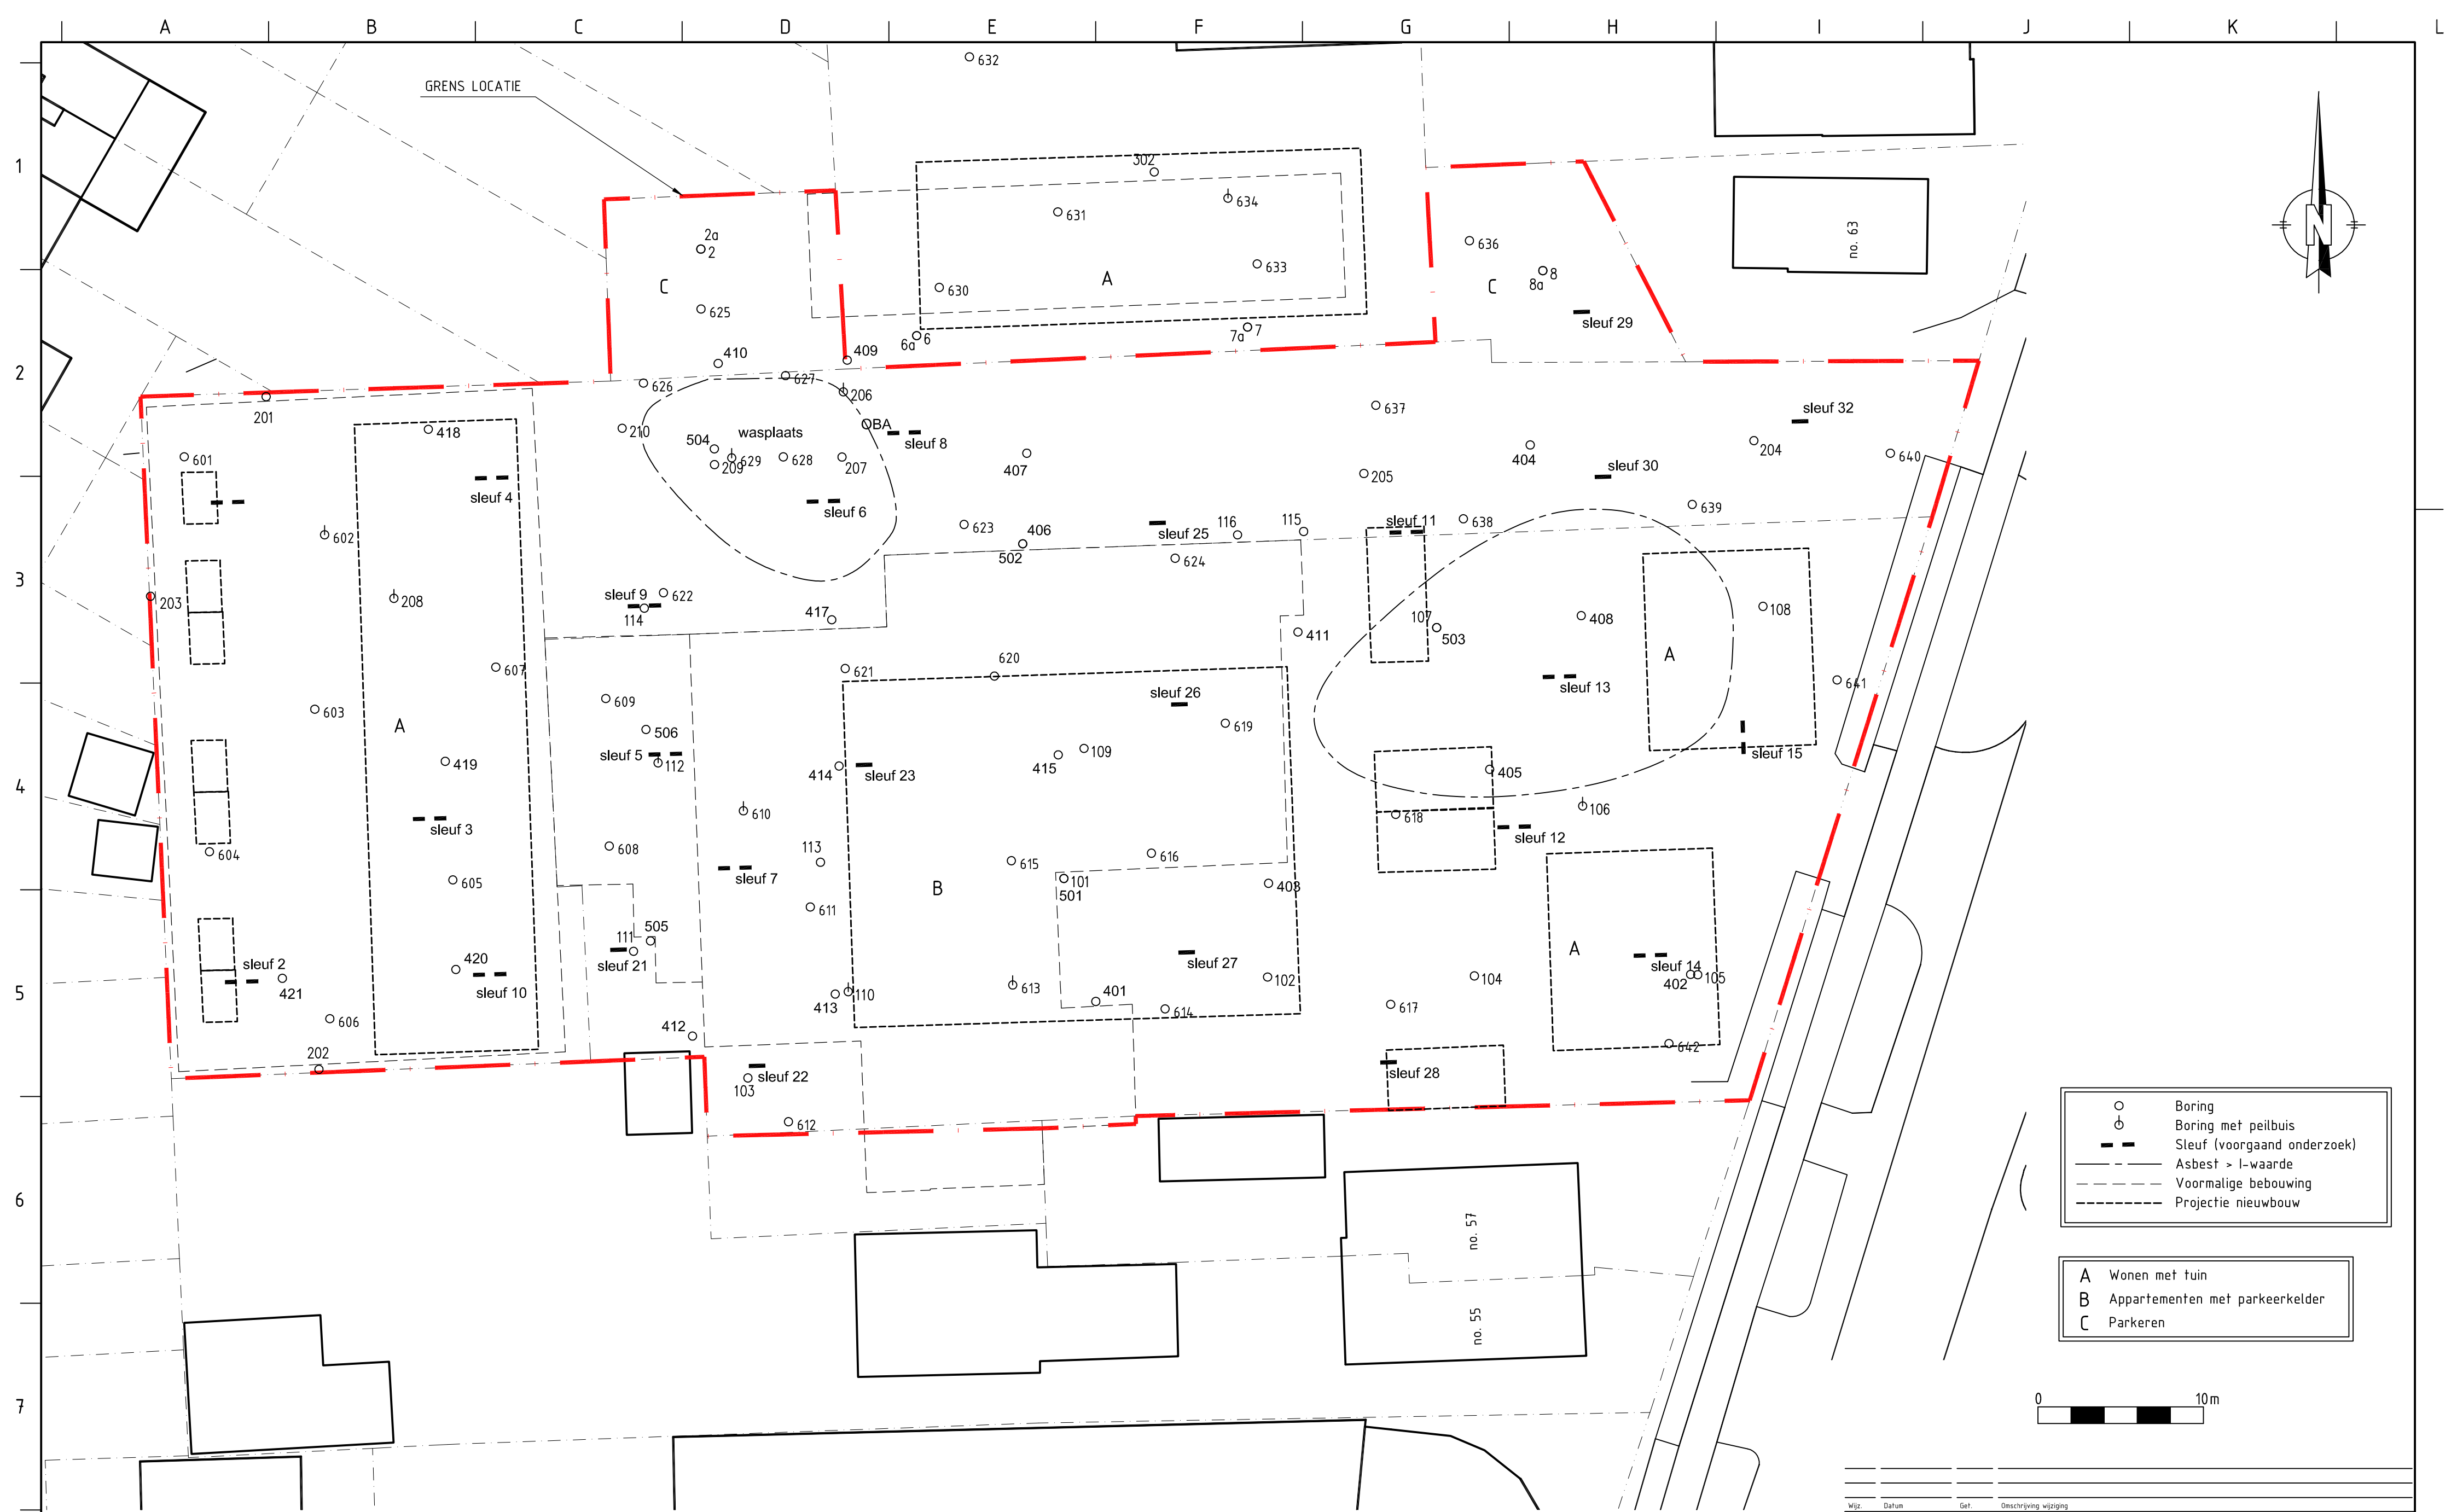 A B C D E F G H I J K L
632
GRENS LOCATIE
1
302
634
631
2a
2
no. 63
636
633
C
A
C
8
8a
630
625
sleuf 29
7
7a
6
6a
410
409
2
627
626
206
637
201
sleuf 32
418
210
wasplaats
OBA
sleuf 8
504
204
601
629
628
207
407
404
640
209
205
sleuf 30
sleuf 4
sleuf 6
639
623
sleuf 25
116
115
sleuf 11
638
602
406
502
624
3
sleuf 9
622
203
208
114
417
107
408
108
411
503
A
607
621
620
641
sleuf 26
sleuf 13
609
603
619
506
A
sleuf 5
109
sleuf 15
419
112
414
sleuf 23
415
405
4
610
106
618
sleuf 3
sleuf 12
608
604
113
615
616
605
sleuf 7
101
403
B
501
611
111
505
A
sleuf 2
420
sleuf 21
sleuf 27
sleuf 14
421
104
402
105
102
5
sleuf 10
613
110
413
401
606
614
617
412
202
642
sleuf 22
sleuf 28
103
612
Boring
Boring met peilbuis
Sleuf (voorgaand onderzoek)
Asbest > I-waarde
Voormalige bebouwing
Projectie nieuwbouw
6
no. 57
no. 55
A Wonen met tuin
B Appartementen met parkeerkelder
C Parkeren
7
0 10m
Wijz. Datum Get. Omschrijving wijziging
N